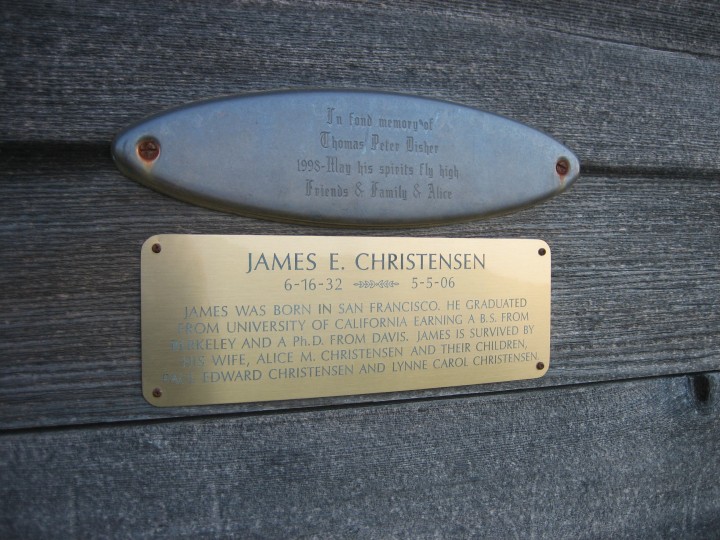 In fond memory of
Thomas Peter Disher
1998-May his spirits fly high
Friends & Family & Alice
JAMES E. CHRISTENSEN
6-16-32 5-5-06
JAMES WAS BORN IN SAN FRANCISCO. HE GRADUATED
FROM UNIVERSITY OF CALIFORNIA EARNING A B.S. FROM
BERKELEY AND A Ph.D. FROM DAVIS. JAMES IS SURVIVED BY
HIS WIFE, ALICE M. CHRISTENSEN AND THEIR CHILDREN,
EDWARD CHRISTENSEN AND LYNNE CAROL CHRISTENSEN.